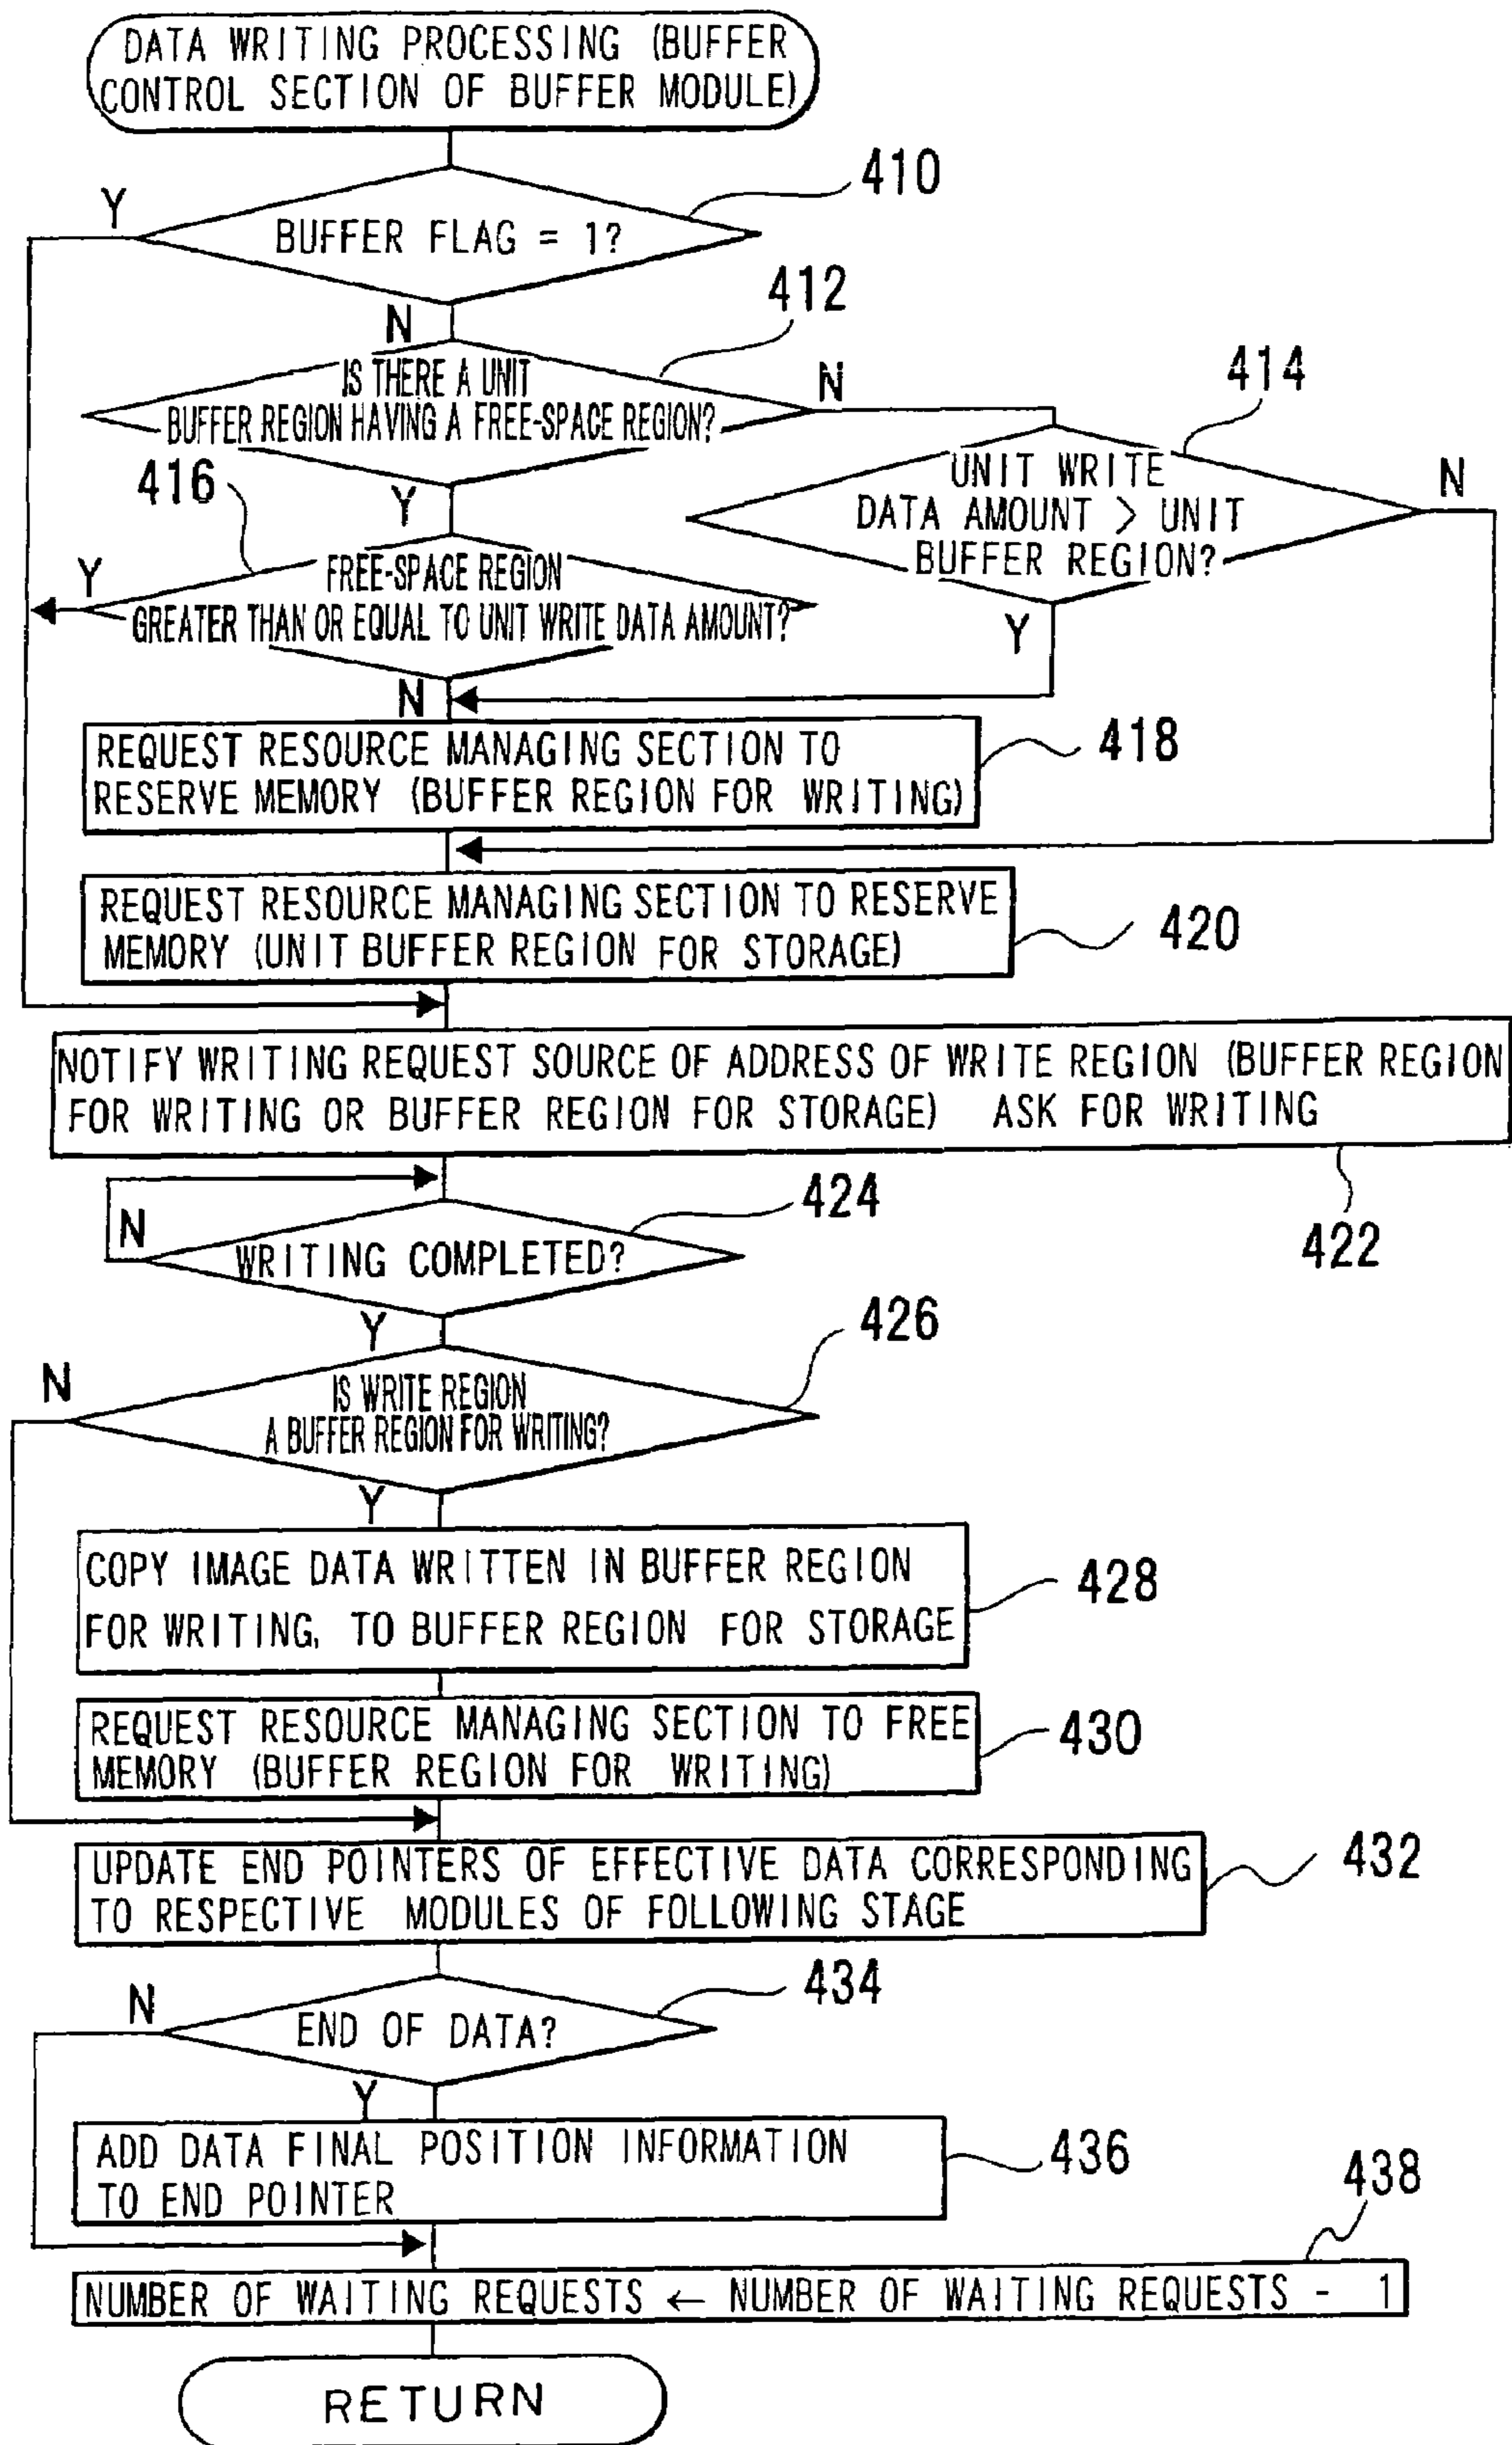 DATA WRITING PROCESSING (BUFFER
CONTROL SECTION OF BUFFER MODULE)
410
Y
BUFFER FLAG = 1?
412
N
IS THERE A UNIT
BUFFER REGION HAVING A FREE-SPACE REGION?
N
414
UNIT WRITE
DATA AMOUNT > UNIT
BUFFER REGION?
N
416
Y
Y
FREE-SPACE REGION
GREATER THAN OR EQUAL TO UNIT WRITE DATA AMOUNT?
Y
N
REQUEST RESOURCE MANAGING SECTION TO
RESERVE MEMORY (BUFFER REGION FOR WRITING)
418
REQUEST RESOURCE MANAGING SECTION TO RESERVE
MEMORY (UNIT BUFFER REGION FOR STORAGE)
420
NOTIFY WRITING REQUEST SOURCE OF ADDRESS OF WRITE REGION (BUFFER REGION
FOR WRITING OR BUFFER REGION FOR STORAGE) ASK FOR WRITING
422
424
N
WRITING COMPLETED?
Y
426
N
IS WRITE REGION
A BUFFER REGION FOR WRITING?
Y
COPY IMAGE DATA WRITTEN IN BUFFER REGION
FOR WRITING, TO BUFFER REGION FOR STORAGE
428
REQUEST RESOURCE MANAGING SECTION TO FREE
MEMORY (BUFFER REGION FOR WRITING)
430
UPDATE END POINTERS OF EFFECTIVE DATA CORRESPONDING
TO RESPECTIVE MODULES OF FOLLOWING STAGE
432
434
N
END OF DATA?
Y
ADD DATA FINAL POSITION INFORMATION
TO END POINTER
436
438
NUMBER OF WAITING REQUESTS ← NUMBER OF WAITING REQUESTS - 1
RETURN